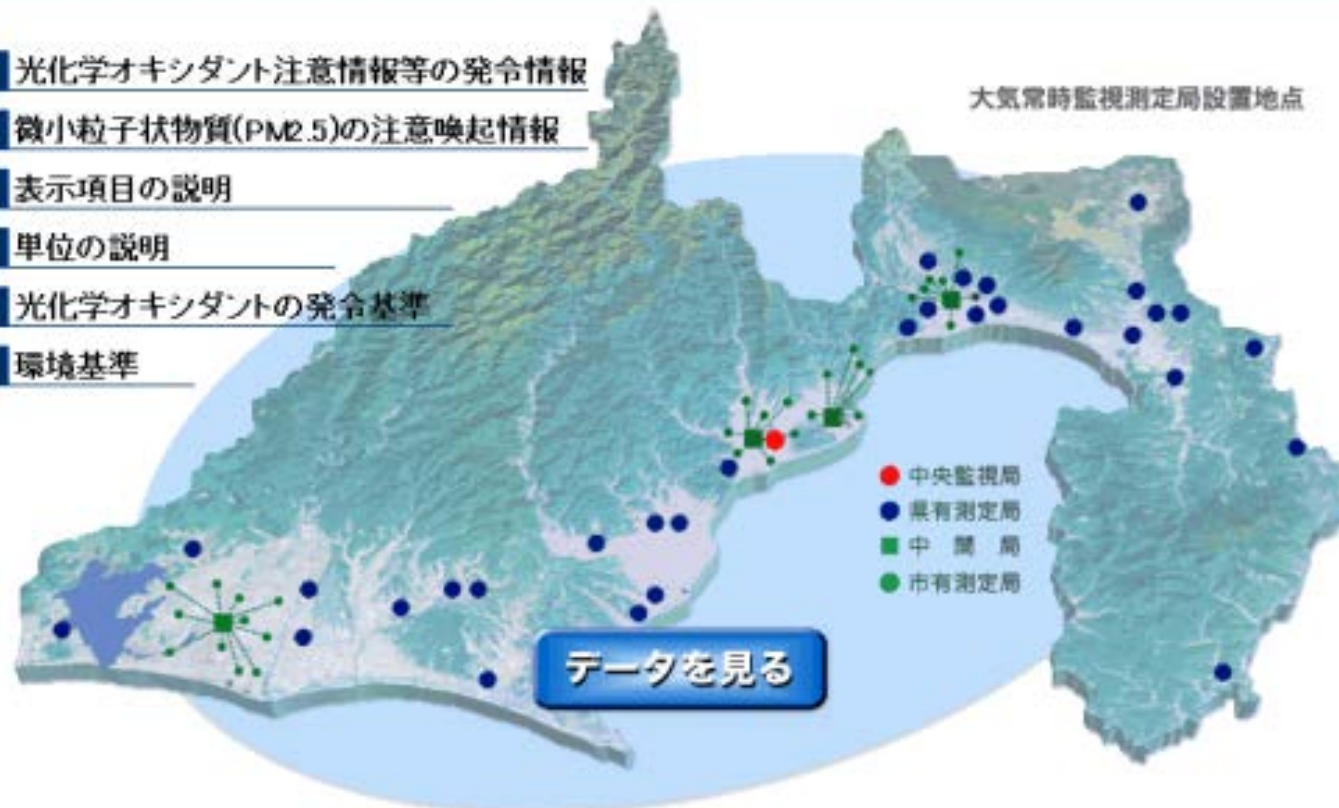 光化学オキシダント注意情報等の発令情報
微小粒子状物質(PM2.5)の注意喚起情報
表示項目の説明
単位の説明
光化学オキシダントの発令基準
環境基準
大気常時監視測定局設置地点
中央監視局
県有測定局
中間局
市有測定局
データを見る